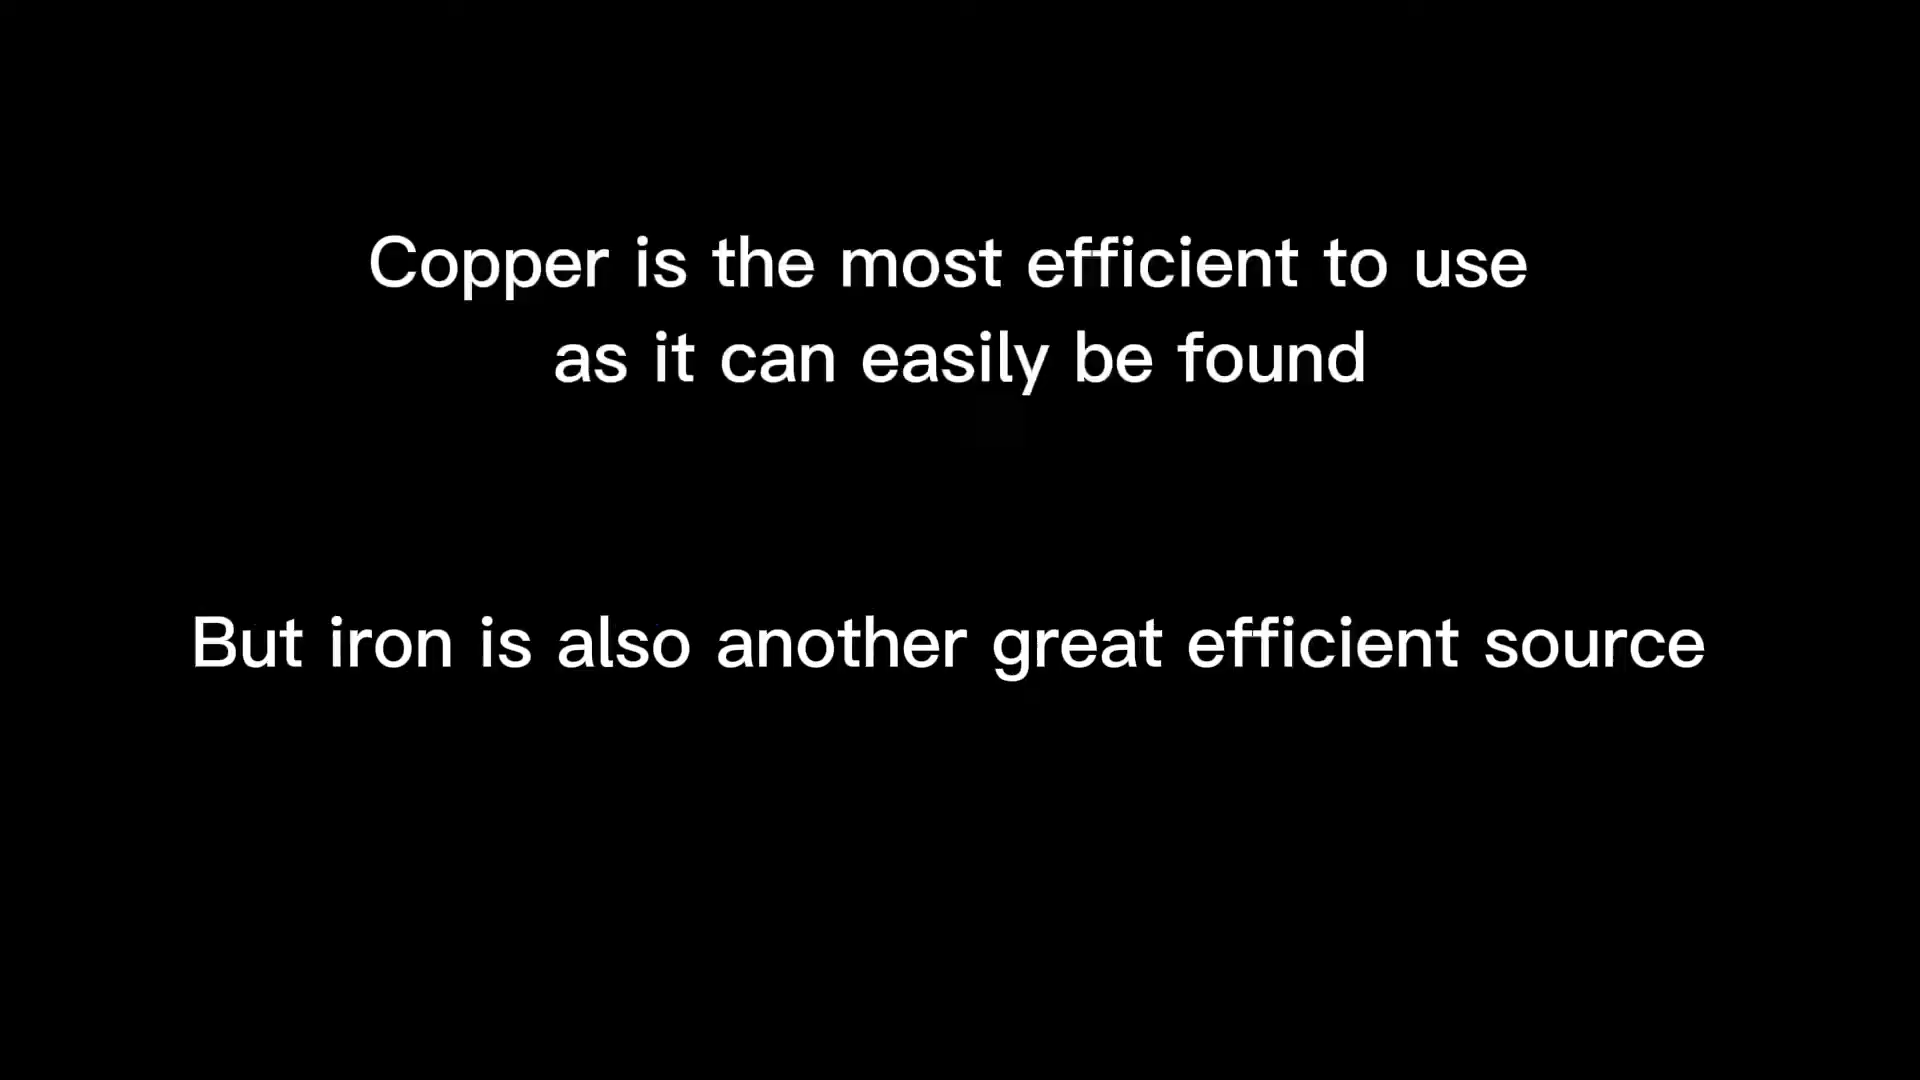 Copper is the most efficient to use
as it can easily be found
But iron is also another great efficient source